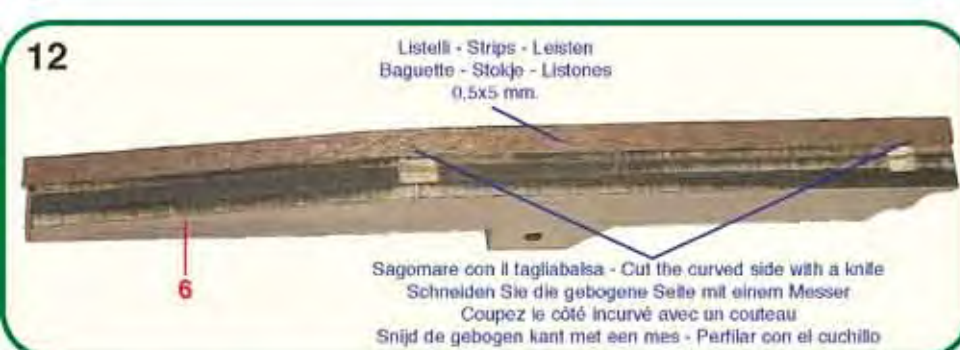 12
Listelli - Strips - Leisten
Baguette - Stokje - Listones
0,5x5 mm.
6
Sagomare con il tagliabalsa - Cut the curved side with a knife
Schneiden Sie die gebogene Seite mit einem Messer
Coupez le côté incurvé avec un couteau
Snijd de gebogen kant met een mes - Perfilar con el cuchillo